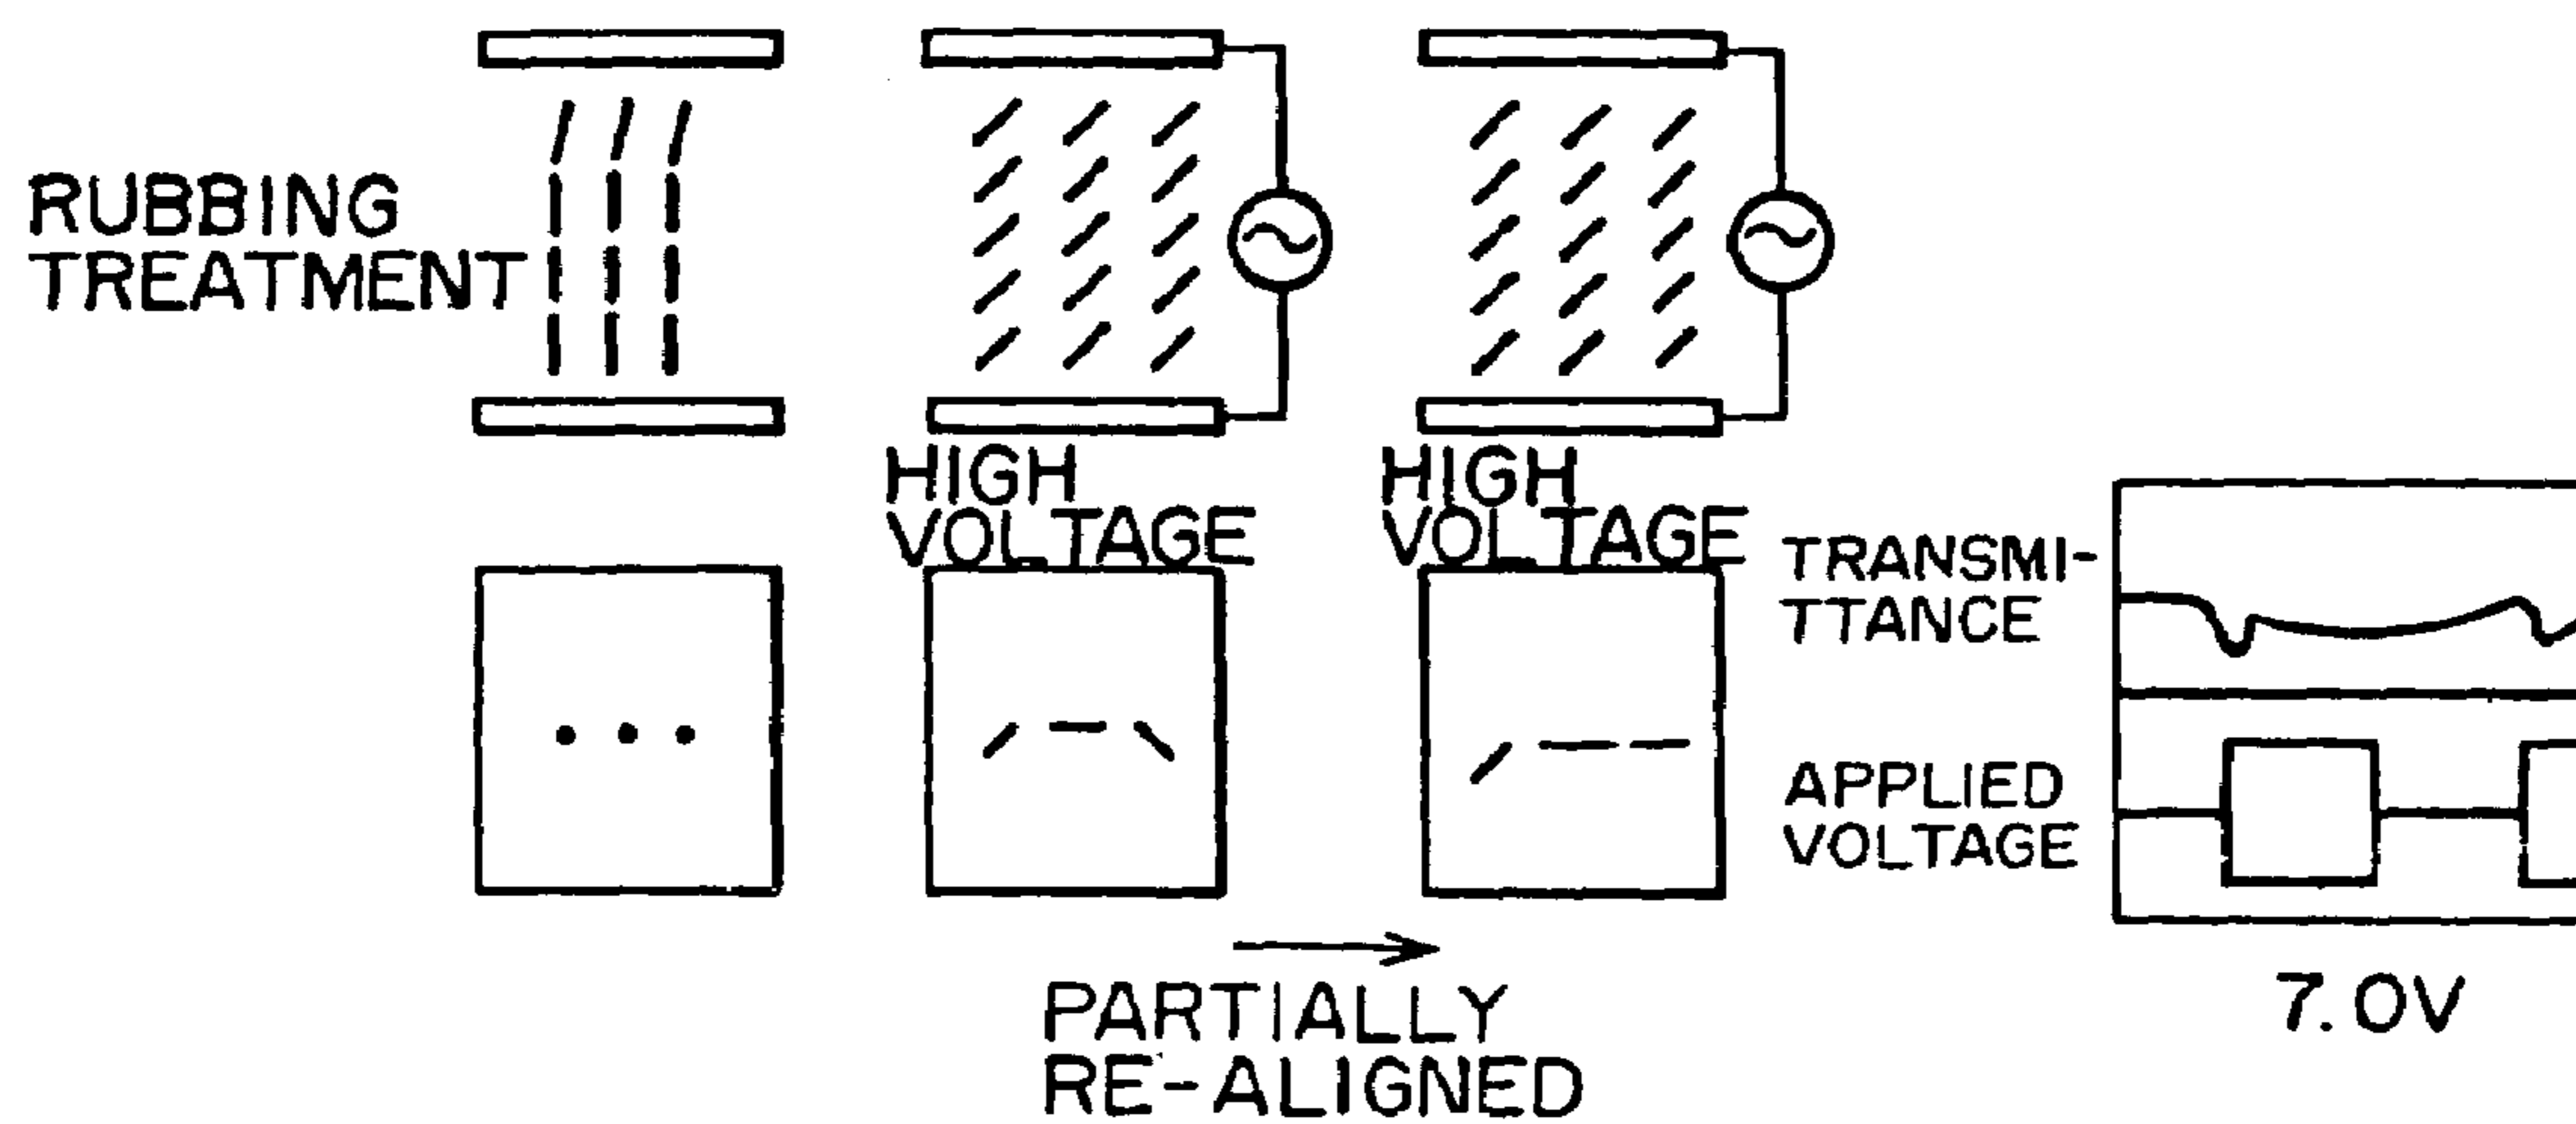 RUBBING
TREATMENT
HIGH
VOLTAGE
HIGH
VOLTAGE
TRANSMI-
TTANCE
APPLIED
VOLTAGE
7.0V
PARTIALLY
RE-ALIGNED